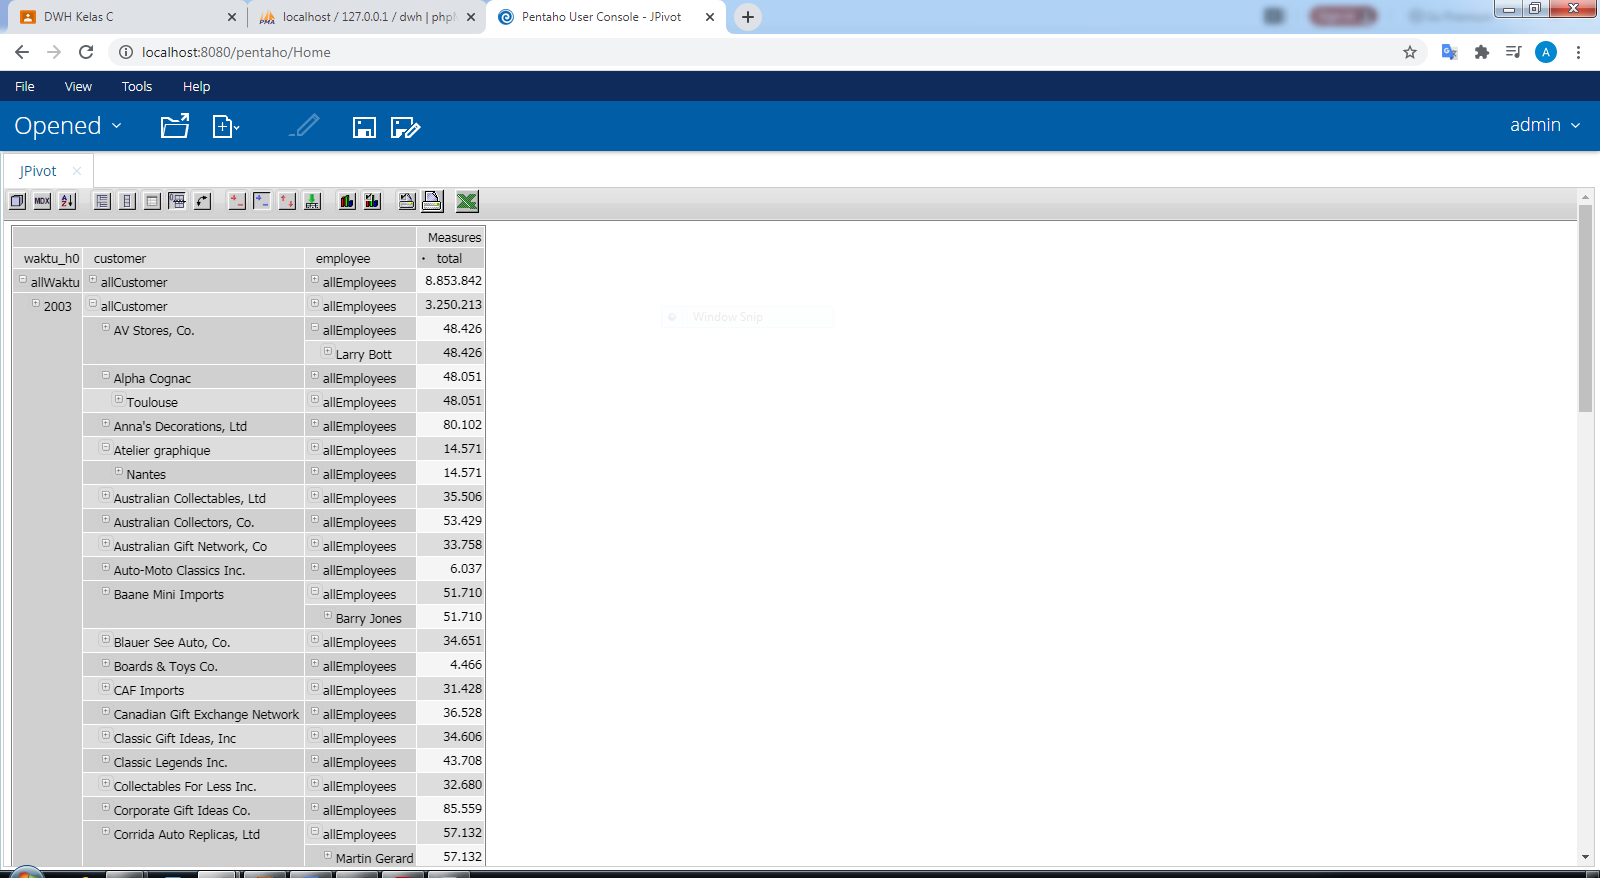 DWH Kelas C
localhost / 127.0.0.1 / dwh | phpM
Pentaho User Console - JPivot
localhost:8080/pentaho/Home
A
File View Tools Help
Opened
admin
JPivot
MDX
Measures
waktu_h0 customer employee total
allWaktu allCustomer allEmployees 8.853.842
2003 allCustomer allEmployees 3.250.213
AV Stores, Co. allEmployees 48.426
Larry Bott 48.426
Alpha Cognac allEmployees 48.051
Toulouse allEmployees 48.051
Anna's Decorations, Ltd allEmployees 80.102
Atelier graphique allEmployees 14.571
Nantes allEmployees 14.571
Australian Collectables, Ltd allEmployees 35.506
Australian Collectors, Co. allEmployees 53.429
Australian Gift Network, Co allEmployees 33.758
Auto-Moto Classics Inc. allEmployees 6.037
Baane Mini Imports allEmployees 51.710
Barry Jones 51.710
Blauer See Auto, Co. allEmployees 34.651
Boards & Toys Co. allEmployees 4.466
CAF Imports allEmployees 31.428
Canadian Gift Exchange Network allEmployees 36.528
Classic Gift Ideas, Inc allEmployees 34.606
Classic Legends Inc. allEmployees 43.708
Collectables For Less Inc. allEmployees 32.680
Corporate Gift Ideas Co. allEmployees 85.559
Corrida Auto Replicas, Ltd allEmployees 57.132
Martin Gerard 57.132
Window Snip